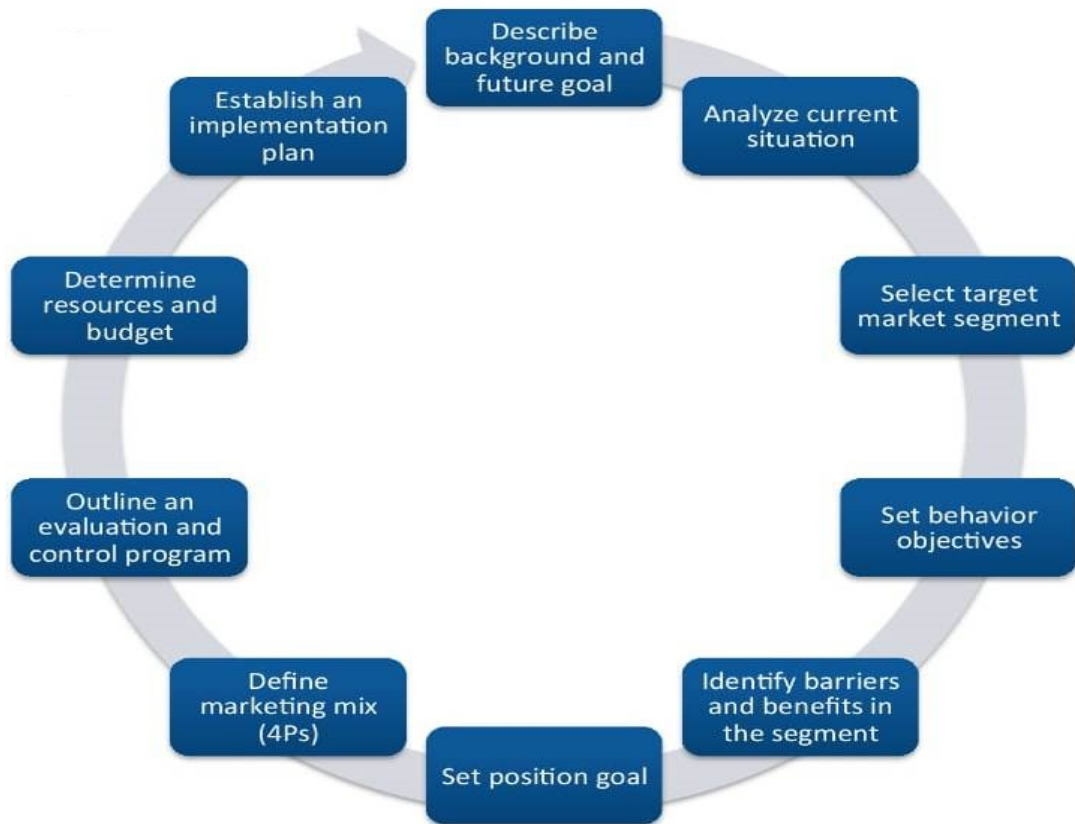 Describe
background and
future goal
Analyze current
situation
Select target
market segment
Set behavior
objectives
Identify barriers
and benefits in
the segment
Set position goal
Define
marketing mix
(4Ps)
Outline an
evaluation and
control program
Determine
resources and
budget
Establish an
implementation
plan